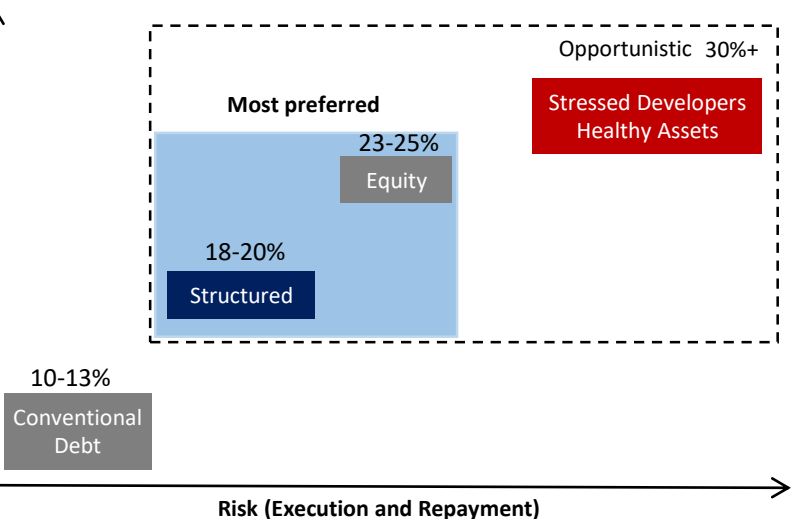 Opportunistic 30%+
Stressed Developers
Healthy Assets
Most preferred
23-25%
Equity
18-20%
Structured
10-13%
Conventional
Debt
Risk (Execution and Repayment)